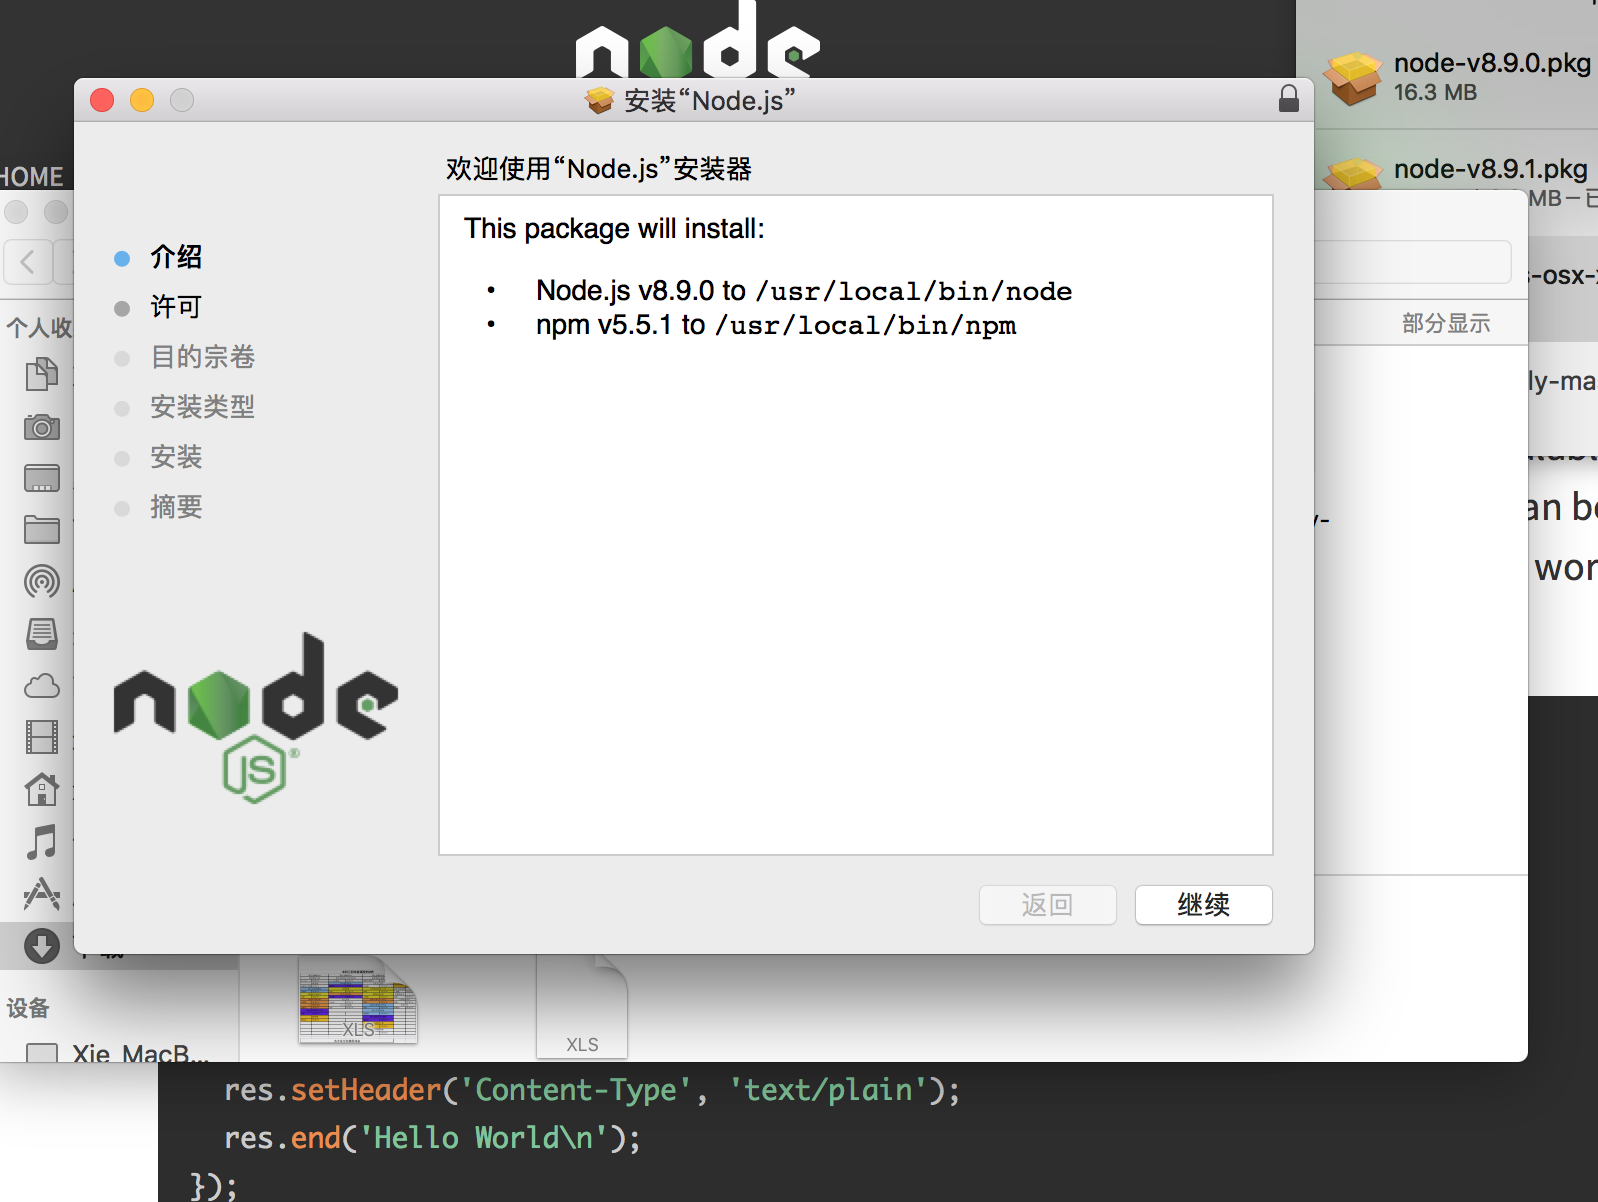 node
node-v8.9.0.pkg
16.3 MB
安装“Node.js”
HOME
node-v8.9.1.pkg
MB – 已
欢迎使用“Node.js”安装器
This package will install:
• Node.js v8.9.0 to /usr/local/bin/node
• npm v5.5.1 to /usr/local/bin/npm
介绍
许可
目的宗卷
安装类型
安装
摘要
-osx-
部分显示
个人收
ly-mas
an be
wor
node
JS®
返回
继续
下载
设备
Xie MacB...
XLS
XLS
res.setHeader('Content-Type', 'text/plain');
res.end('Hello World\n');
});